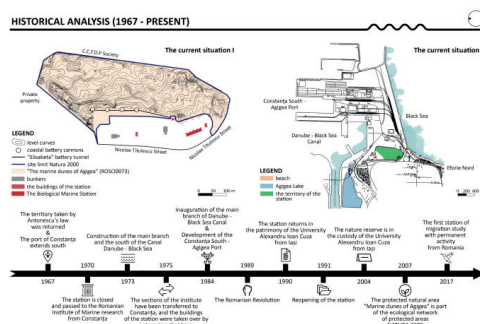 HISTORICAL ANALYSIS (1967 - PRESENT)
The current situation I
C.C.F.D.P Society
Private
property
Nicolae Titulescu Street
Nicolae Titulescu Street
LEGEND
level curves
coastal battery cannons
"Elisabeta" battery tunnel
site limit Natura 2000
"The marine dunes of Agigea" (ROSCI0073)
bunkers
the buildings of the station
The Biological Marine Station
0 50 100 m
The current situation
Constanța South -
Agigea Port
Black Sea
Danube - Black Sea
Canal
Eforie Nord
LEGEND
beach
Agigea Lake
the territory of the
station
0 200 400
The territory taken by
Antonescu's law
was returned
&
The port of Constanța
extends south
Construction of the main branch
and the south of the Canal
Danube - Black Sea
Inauguration of the main
branch of Danube -
Black Sea Canal
&
Development of the
Constanța South -
Agigea Port
The station returns in
the patrimony of the University
Alexandru Ioan Cuza
from Iași
The nature reserve is in
the custody of the University
Alexandru Ioan Cuza
from Iași
The first station of
migration study
with permanent
activity
from Romania
1967
1970
1973
1975
1984
1989
1990
1991
2004
2007
2017
The station is closed
and passed to the Romanian
Institute of Marine research
from Constanța
The sections of the Institute
have been transferred to
Constanța, and the buildings
of the station were taken over by
The Romanian Revolution
Reopening of the station
The protected natural area
"Marine dunes of Agigea" is part
of the ecological network
of protected areas